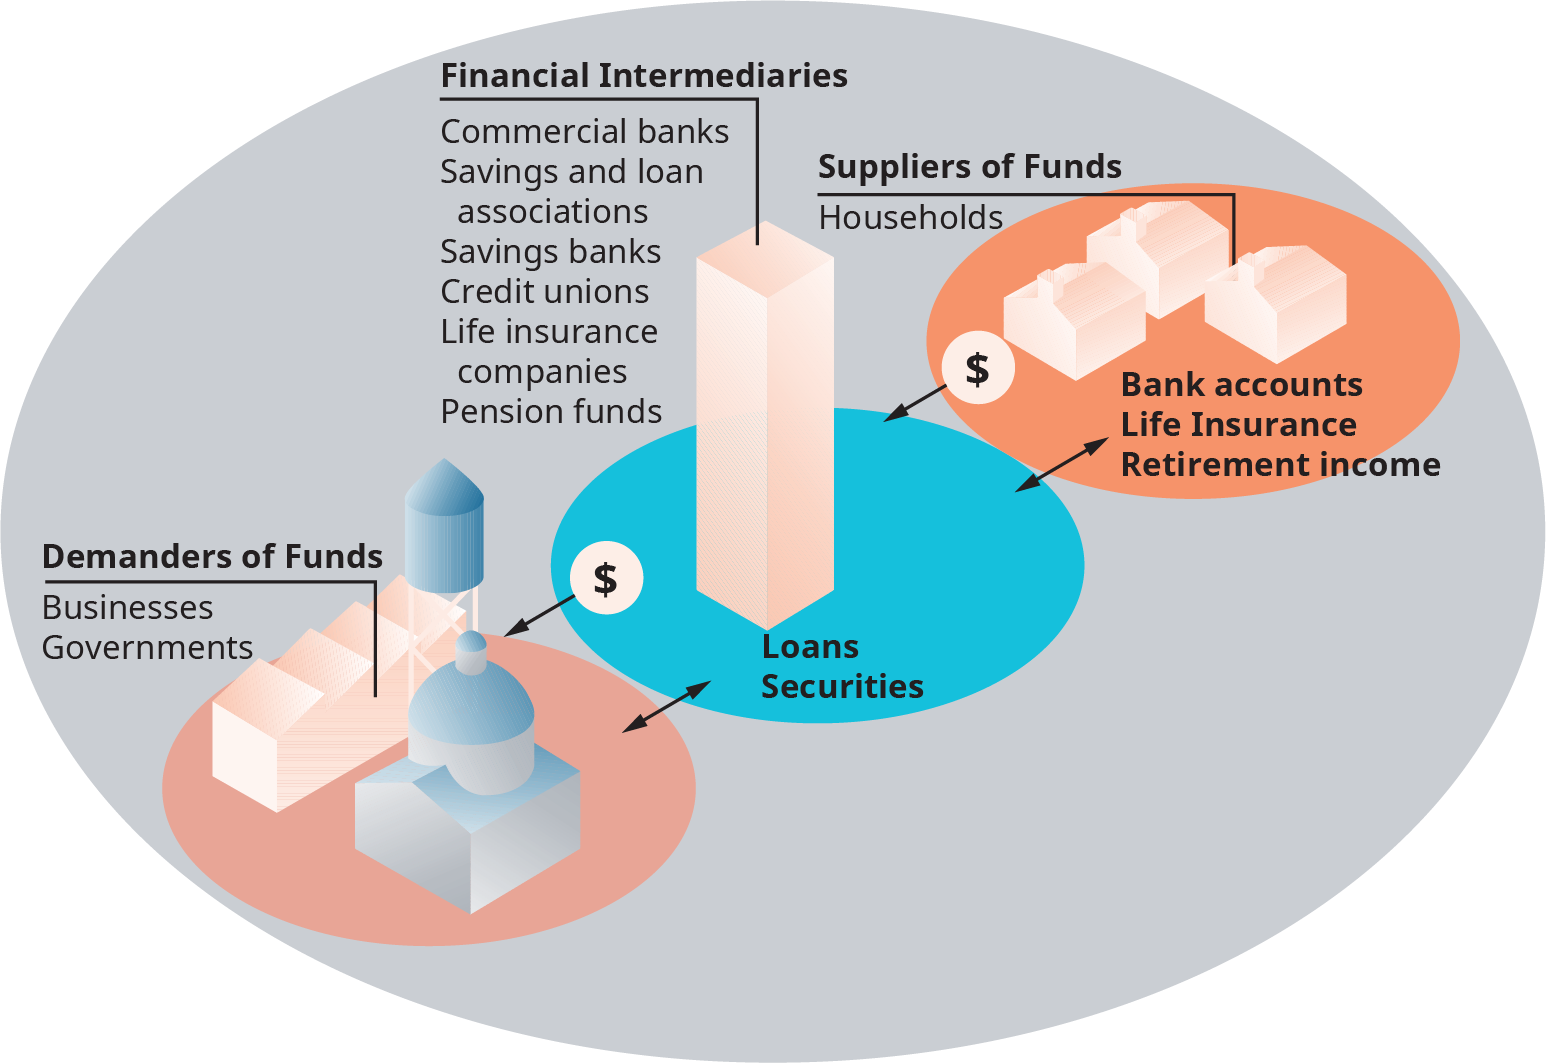 Financial Intermediaries
Commercial banks
Savings and loan
associations
Savings banks
Credit unions
Life insurance
companies
Pension funds
Suppliers of Funds
Households
$
Bank accounts
Life Insurance
Retirement income
Demanders of Funds
Businesses
Governments
$
Loans
Securities